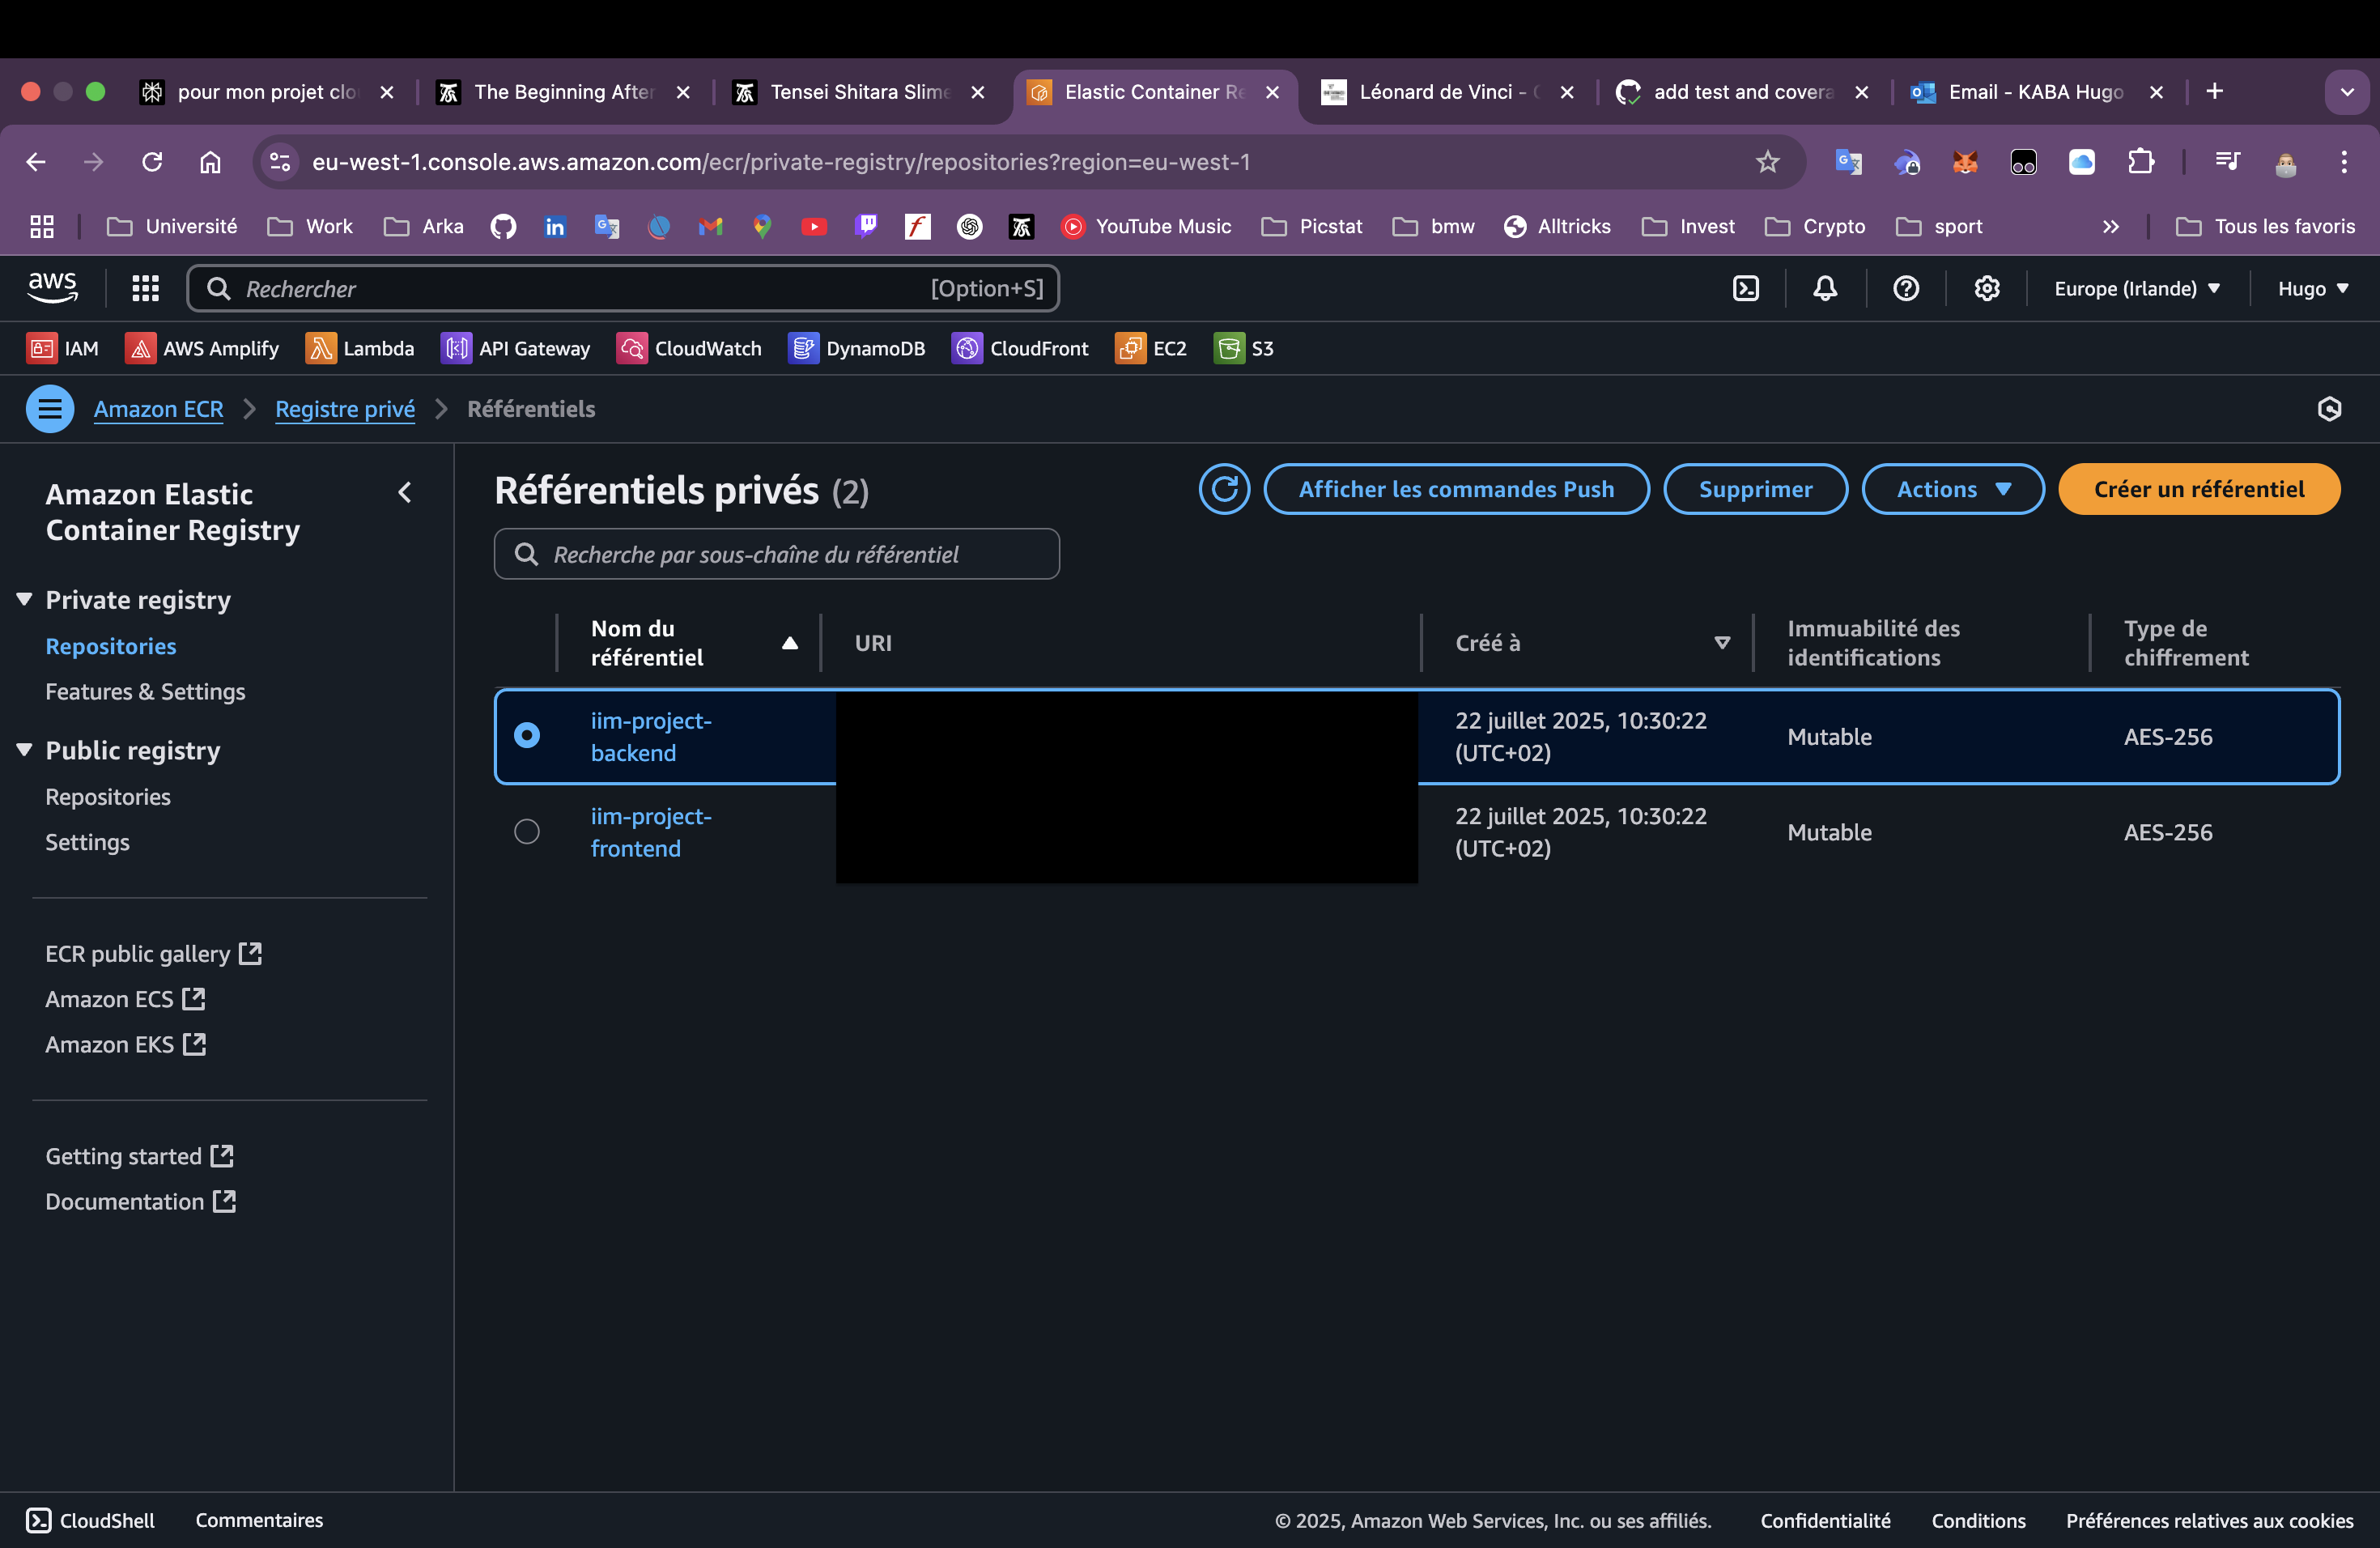 pour mon projet clo
The Beginning After
Tensei Shitara Slime
Elastic Container Re
Léonard de Vinci -
add test and covera
Email - KABA Hugo
eu-west-1.console.aws.amazon.com/ecr/private-registry/repositories?region=eu-west-1
Université
Work
Arka
YouTube Music
Picstat
bmw
Alltricks
Invest
Crypto
sport
Tous les favoris
aws
Rechercher
[Option+S]
Europe (Irlande)
Hugo
IAM
AWS Amplify
Lambda
API Gateway
CloudWatch
DynamoDB
CloudFront
EC2
S3
Amazon ECR
Registre privé
Référentiels
Amazon Elastic
Container Registry
Private registry
Repositories
Features & Settings
Public registry
Repositories
Settings
ECR public gallery
Amazon ECS
Amazon EKS
Getting started
Documentation
Référentiels privés (2)
Afficher les commandes Push
Supprimer
Actions
Créer un référentiel
Recherche par sous-chaîne du référentiel
Nom du
référentiel
URI
Créé à
Immuabilité des
identifications
Type de
chiffrement
iim-project-
backend
22 juillet 2025, 10:30:22
(UTC+02)
Mutable
AES-256
iim-project-
frontend
22 juillet 2025, 10:30:22
(UTC+02)
Mutable
AES-256
CloudShell
Commentaires
© 2025, Amazon Web Services, Inc. ou ses affiliés.
Confidentialité
Conditions
Préférences relatives aux cookies